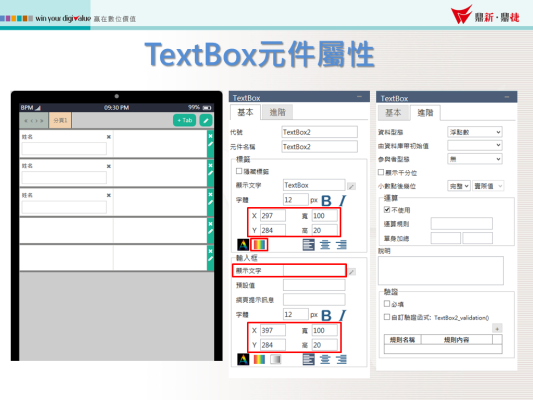 win your digivalue 贏在數位價值
鼎新·鼎捷
TextBox元件屬性
BPM 09:30 PM 99%
<<<>> 分頁1 + Tab
姓名
姓名
姓名
TextBox
基本 進階
代號 TextBox2
元件名稱 TextBox2
標籤
隱藏標籤
顯示文字 TextBox
字體 12 px B I
X 297 寬 100
Y 284 高 20
A
輸入框
顯示文字
預設值
網頁提示訊息
字體 12 px B I
X 397 寬 100
Y 284 高 20
A
TextBox
基本 進階
資料型態 浮點數
由資料庫帶初始值
參與者型態 無
顯示千分位
小數點後幾位 完整 實際值
運算
不使用
運算規則
單身加總
說明
驗證
必填
自訂驗證函式: TextBox2_validation()
+
規則名稱 規則內容